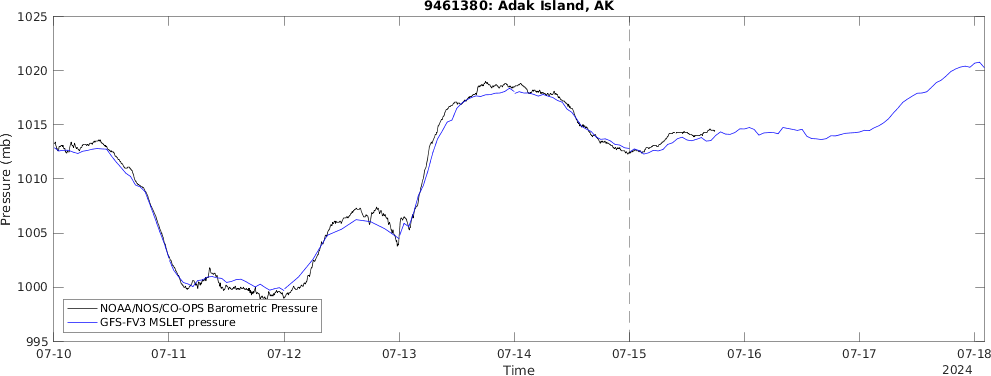 9461380: Adak Island, AK
1025
1020
1015
1010
1005
1000
995
Pressure (mb)
NOAA/NOS/CO-OPS Barometric Pressure
GFS-FV3 MSLET pressure
07-10 07-11 07-12 07-13 07-14 07-15 07-16 07-17 07-18
Time
2024